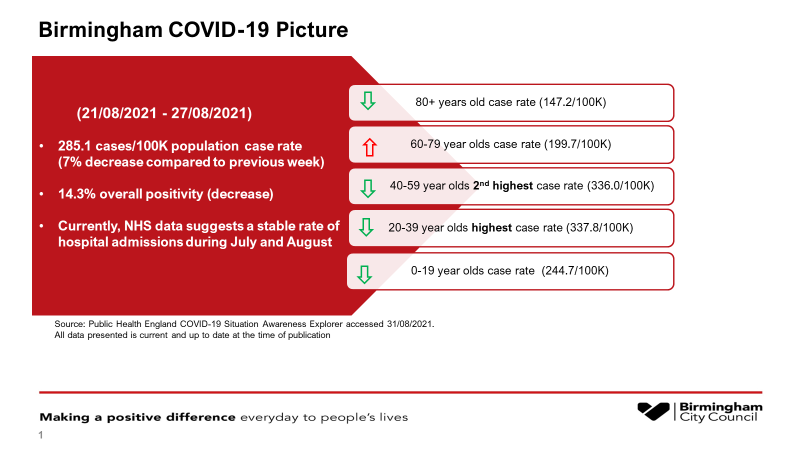 Birmingham COVID-19 Picture
(21/08/2021 - 27/08/2021)
• 285.1 cases/100K population case rate
(7% decrease compared to previous week)
• 14.3% overall positivity (decrease)
• Currently, NHS data suggests a stable rate of
hospital admissions during July and August
80+ years old case rate (147.2/100K)
60-79 year olds case rate (199.7/100K)
40-59 year olds 2nd highest case rate (336.0/100K)
20-39 year olds highest case rate (337.8/100K)
0-19 year olds case rate (244.7/100K)
Source: Public Health England COVID-19 Situation Awareness Explorer accessed 31/08/2021.
All data presented is current and up to date at the time of publication
Making a positive difference everyday to people's lives
Birmingham
City Council
1